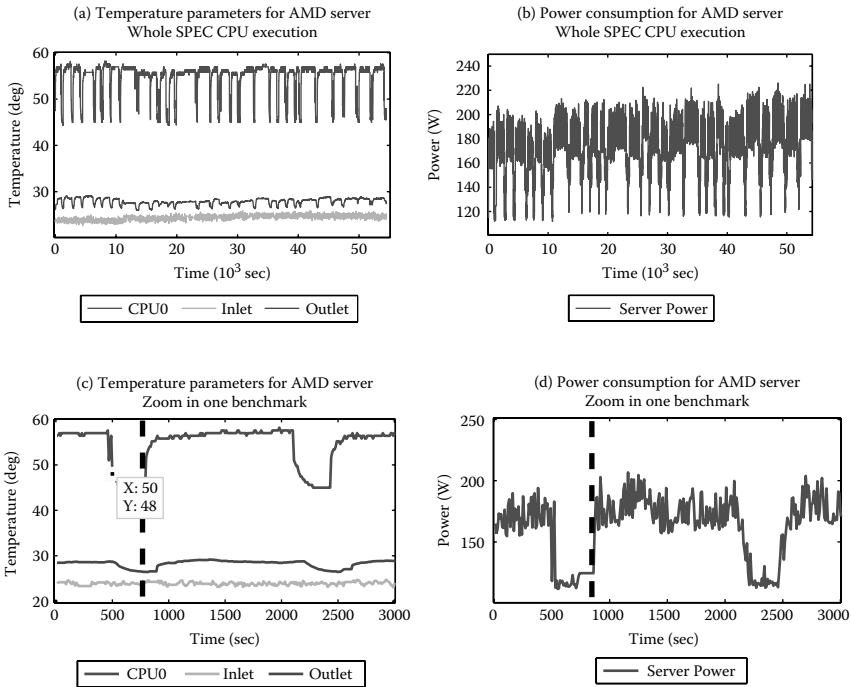 (a) Temperature parameters for AMD server
Whole SPEC CPU execution
60
50
40
30
Temperature (deg)
0 10 20 30 40 50
Time (10³ sec)
CPU0 Inlet Outlet
(b) Power consumption for AMD server
Whole SPEC CPU execution
240
220
200
180
160
140
120
Power (W)
0 10 20 30 40 50
Time (10³ sec)
Server Power
(c) Temperature parameters for AMD server
Zoom in one benchmark
60
50
40
30
20
Temperature (deg)
X: 50
Y: 48
0 500 1000 1500 2000 2500 3000
Time (sec)
CPU0 Inlet Outlet
(d) Power consumption for AMD server
Zoom in one benchmark
250
200
150
Power (W)
0 500 1000 1500 2000 2500 3000
Time (sec)
Server Power